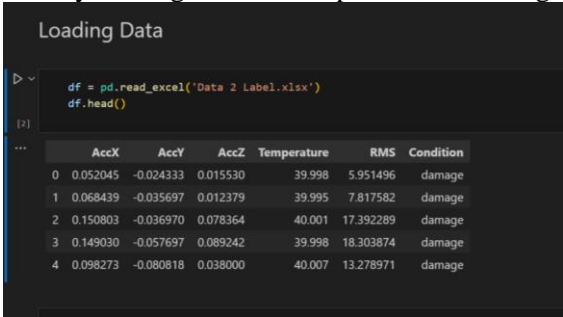 Loading Data
df = pd.read_excel('Data 2 Label.xlsx')
df.head()
[2]
... AccX AccY AccZ Temperature RMS Condition
0 0.052045 -0.024333 0.015530 39.998 5.951496 damage
1 0.068439 -0.035697 0.012379 39.995 7.817582 damage
2 0.150803 -0.036970 0.078364 40.001 17.392289 damage
3 0.149030 -0.057697 0.089242 39.998 18.303874 damage
4 0.098273 -0.080818 0.038000 40.007 13.278971 damage